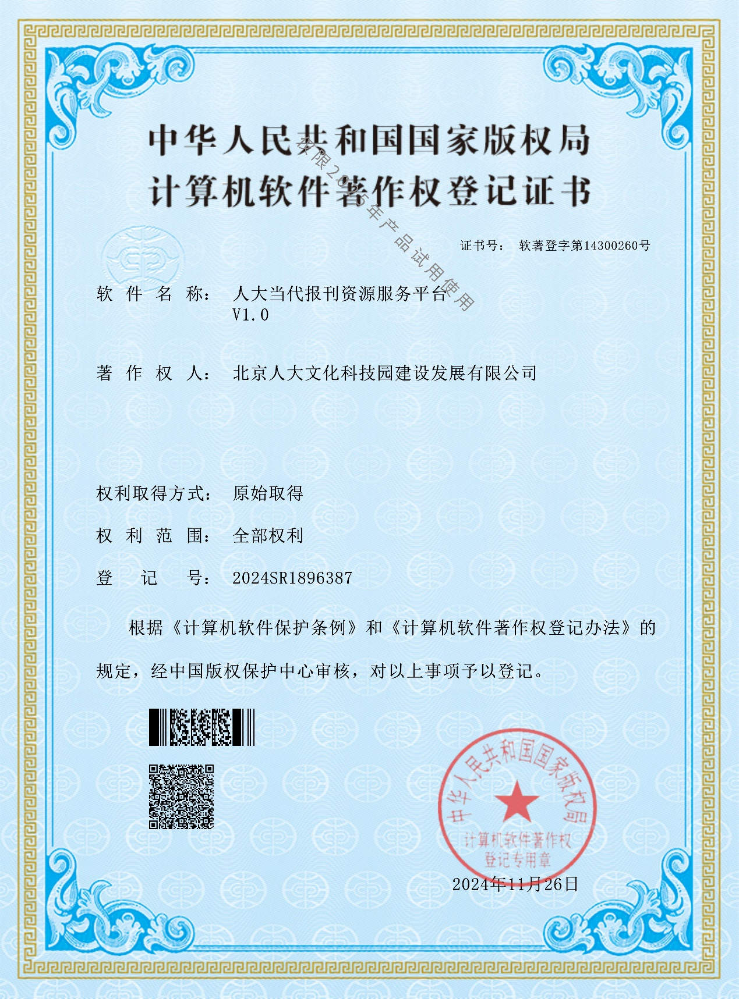 中华人民共和国国家版权局
计算机软件著作权登记证书
仅限2025年产品试用使用
证书号： 软著登字第14300260号
软件名称： 人大当代报刊资源服务平台
V1.0
著作权人： 北京人大文化科技园建设发展有限公司
权利取得方式： 原始取得
权利范围： 全部权利
登记号： 2024SR1896387
根据《计算机软件保护条例》和《计算机软件著作权登记办法》的
规定，经中国版权保护中心审核，对以上事项予以登记。
中华人民共和国国家版权局
计算机软件著作权
登记专用章
2024年11月26日